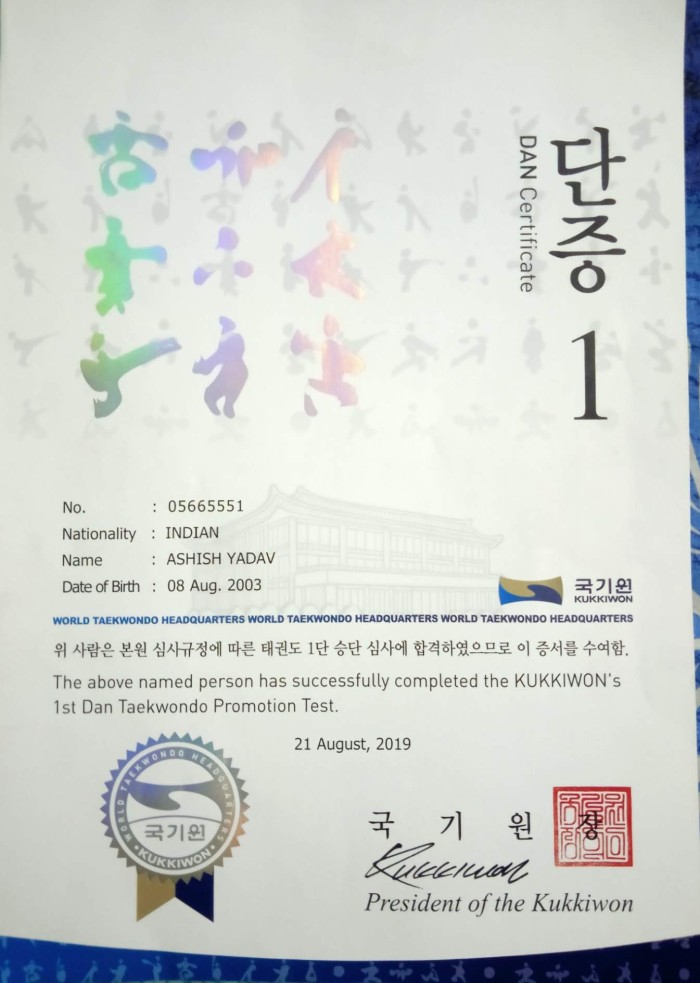 단증 1
DAN Certificate
No. : 05665551
Nationality : INDIAN
Name : ASHISH YADAV
Date of Birth : 08 Aug. 2003
국기원
KUKKIWON
WORLD TAEKWONDO HEADQUARTERS WORLD TAEKWONDO HEADQUARTERS WORLD TAEKWONDO HEADQUARTERS
위 사람은 본원 심사규정에 따른 태권도 1단 승단 심사에 합격하였으므로 이 증서를 수여함.
The above named person has successfully completed the KUKKIWON's
1st Dan Taekwondo Promotion Test.
21 August, 2019
WORLD TAEKWONDO HEADQUARTERS
국기원
KUKKIWON
국 기 원 장
Kukkiwon
President of the Kukkiwon